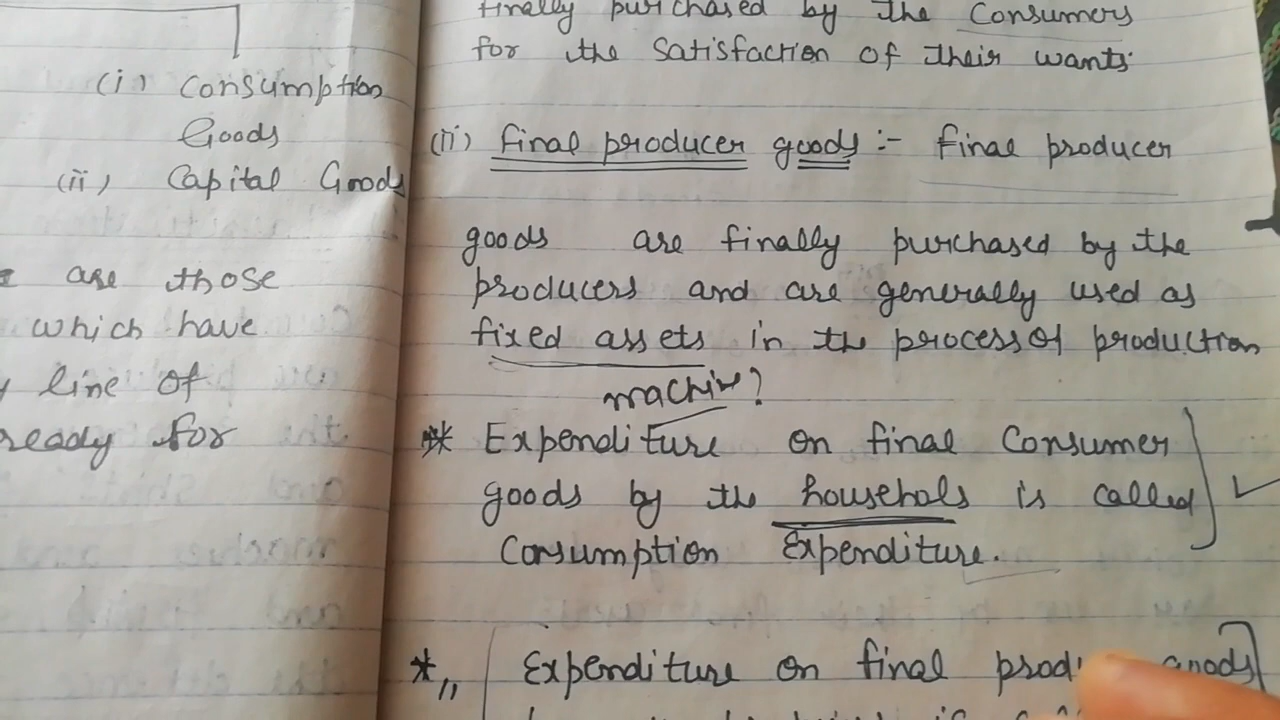 (i) Consumption
Goods
(ii) Capital Goods
are those
which have
line of
ready for
finally purchased by the Consumers
for the Satisfaction of their wants.
(ii) final producer goods :- final producer
goods are finally purchased by the
producers and are generally used as
fixed assets in the process of production
machine?
** Expenditure on final Consumer
goods by the househols is called
Consumption Expenditure.
*,, Expenditure on final goods